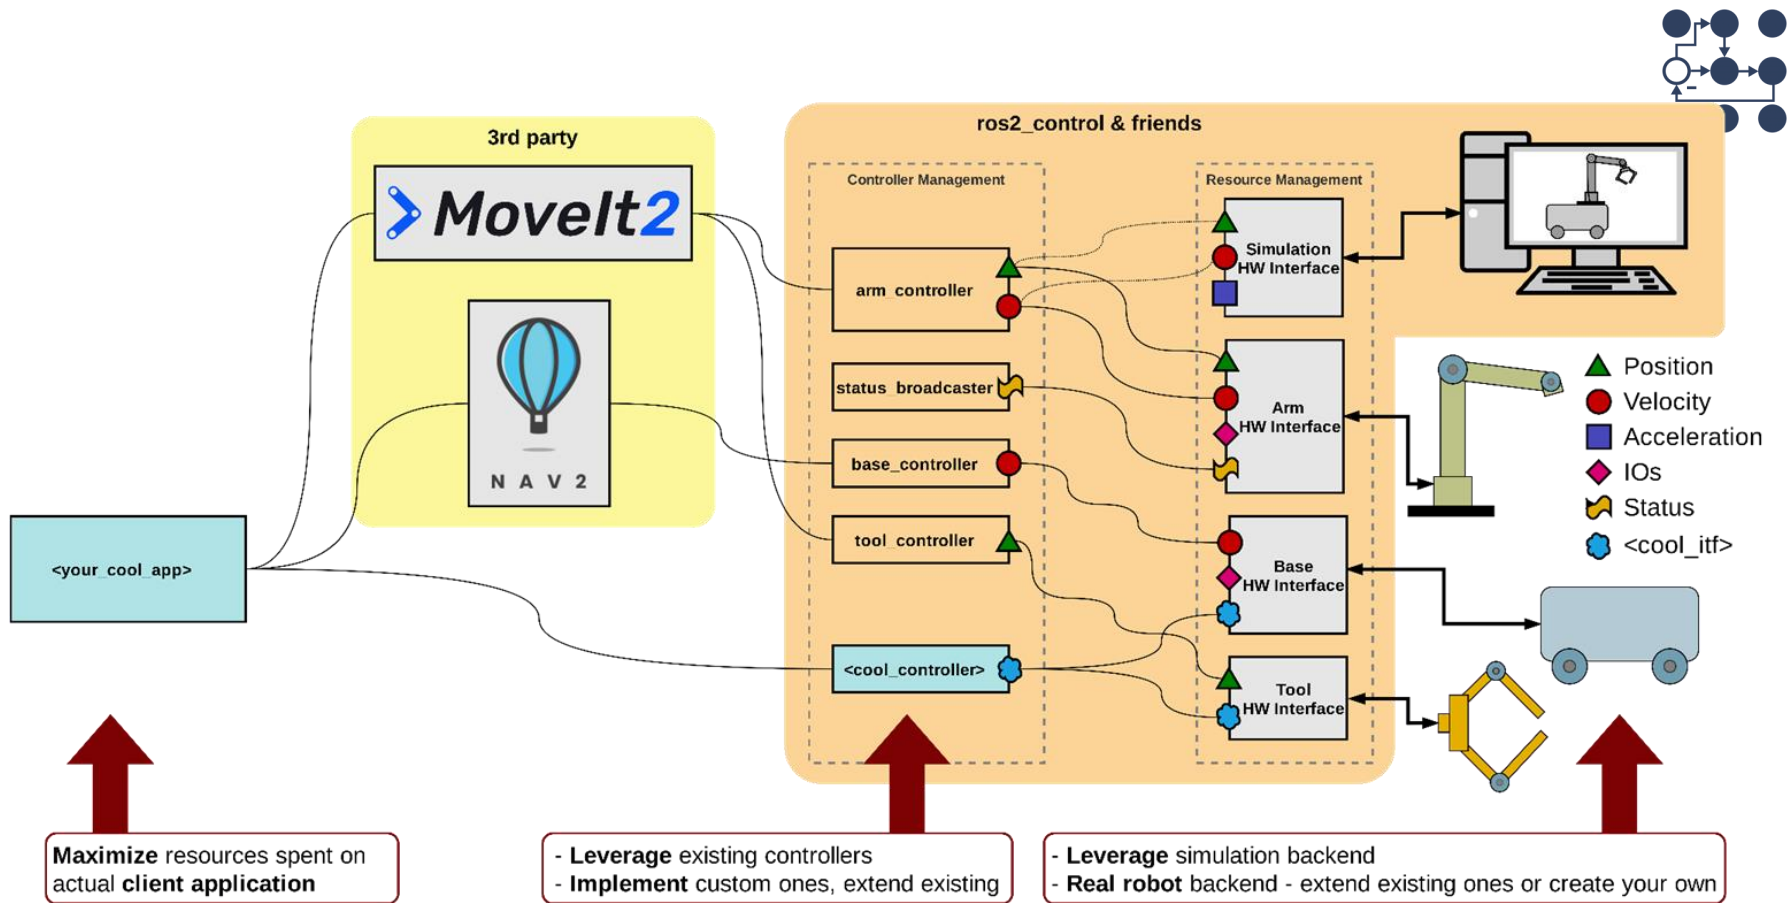 ros2_control & friends
3rd party
MoveIt2
NAV2
<your_cool_app>
Controller Management
arm_controller
status_broadcaster
base_controller
tool_controller
<cool_controller>
Resource Management
Simulation
HW Interface
Arm
HW Interface
Base
HW Interface
Tool
HW Interface
Position
Velocity
Acceleration
IOs
Status
<cool_itf>
Maximize resources spent on
actual client application
- Leverage existing controllers
- Implement custom ones, extend existing
- Leverage simulation backend
- Real robot backend - extend existing ones or create your own